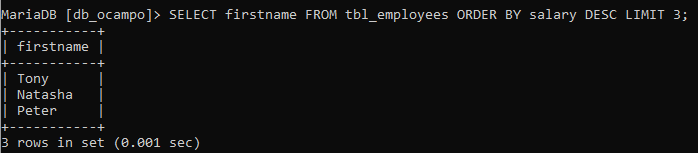 MariaDB [db_ocampo]> SELECT firstname FROM tbl_employees ORDER BY salary DESC LIMIT 3;
+-----------+
| firstname |
+-----------+
| Tony      |
| Natasha   |
| Peter     |
+-----------+
3 rows in set (0.001 sec)